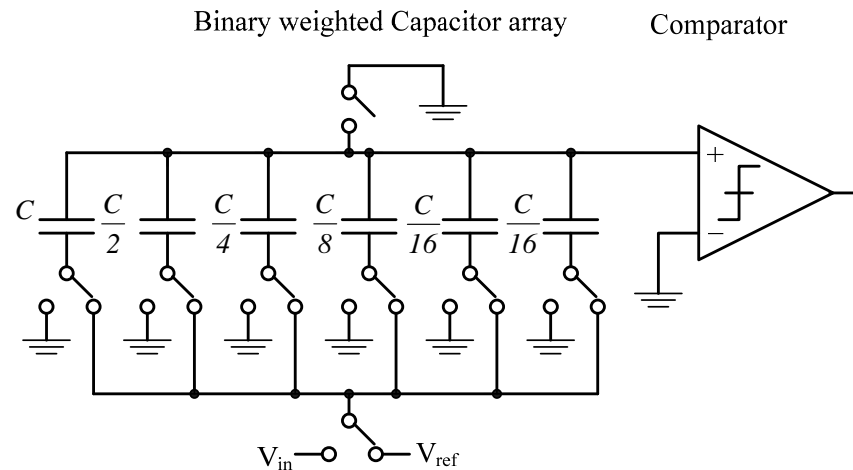 Binary weighted Capacitor array
Comparator
C
C/2
C/4
C/8
C/16
C/16
+
−
V_in
V_ref